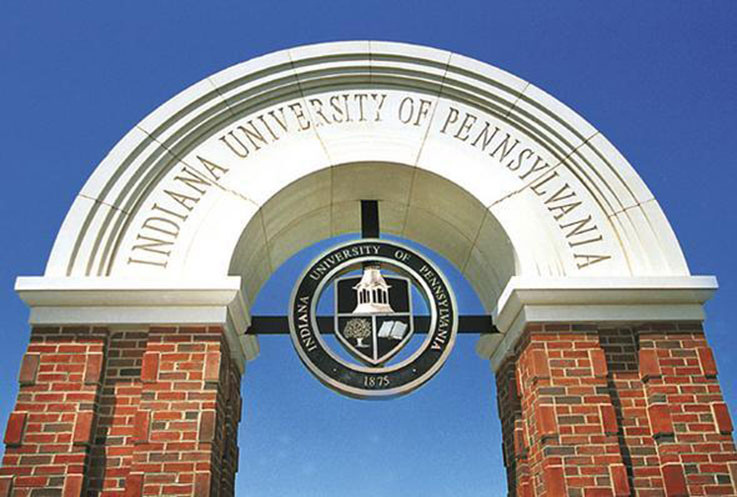 INDIANA UNIVERSITY OF PENNSYLVANIA
INDIANA UNIVERSITY OF PENNSYLVANIA
· 1875 ·